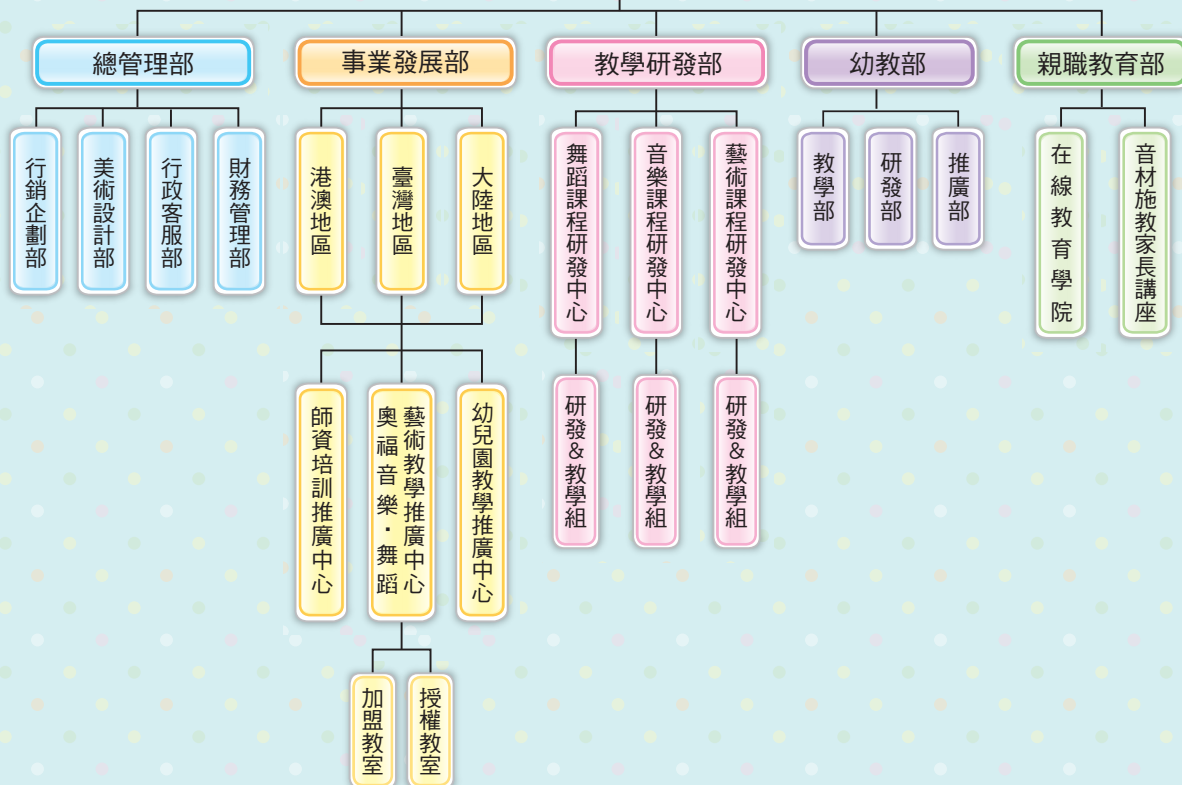 總管理部
事業發展部
教學研發部
幼教部
親職教育部
行銷企劃部
美術設計部
行政客服部
財務管理部
港澳地區
臺灣地區
大陸地區
舞蹈課程研發中心
音樂課程研發中心
藝術課程研發中心
教學部
研發部
推廣部
在線教育學院
音材施教家長講座
師資培訓推廣中心
奧福音樂・舞蹈
藝術教學推廣中心
幼兒園教學推廣中心
研發&教學組
研發&教學組
研發&教學組
加盟教室
授權教室